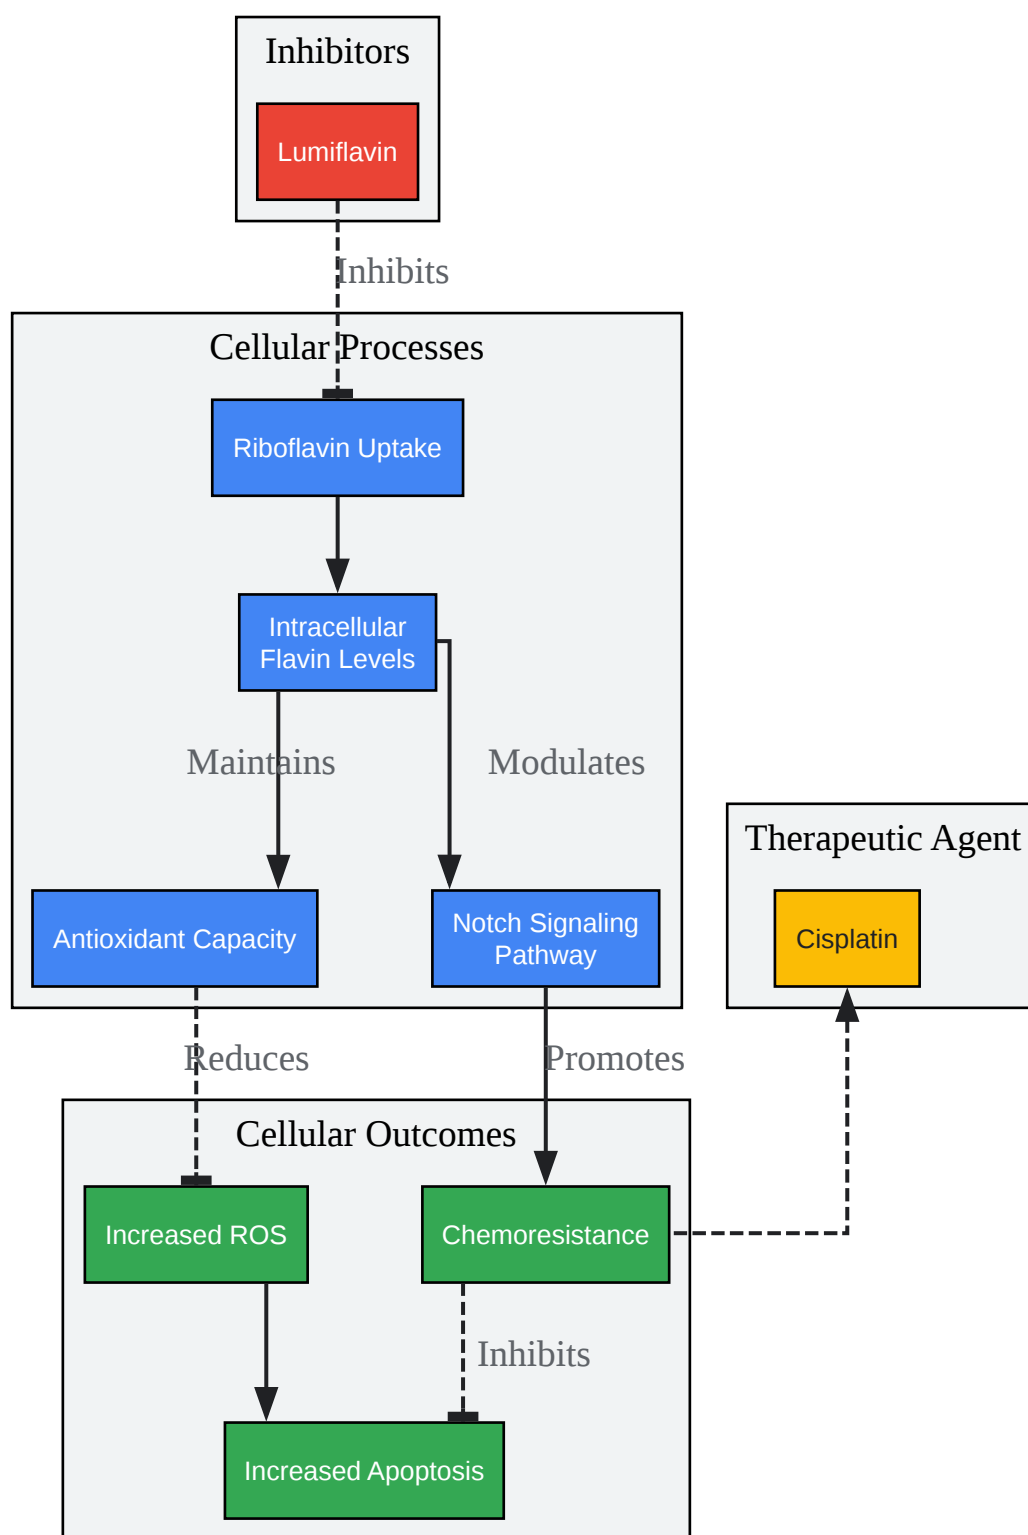 Inhibitors
Lumiflavin
Inhibits
Cellular Processes
Riboflavin Uptake
Intracellular
Flavin Levels
Maintains
Modulates
Therapeutic Agent
Antioxidant Capacity
Notch Signaling
Pathway
Cisplatin
Reduces
Promotes
Cellular Outcomes
Increased ROS
Chemoresistance
Inhibits
Increased Apoptosis